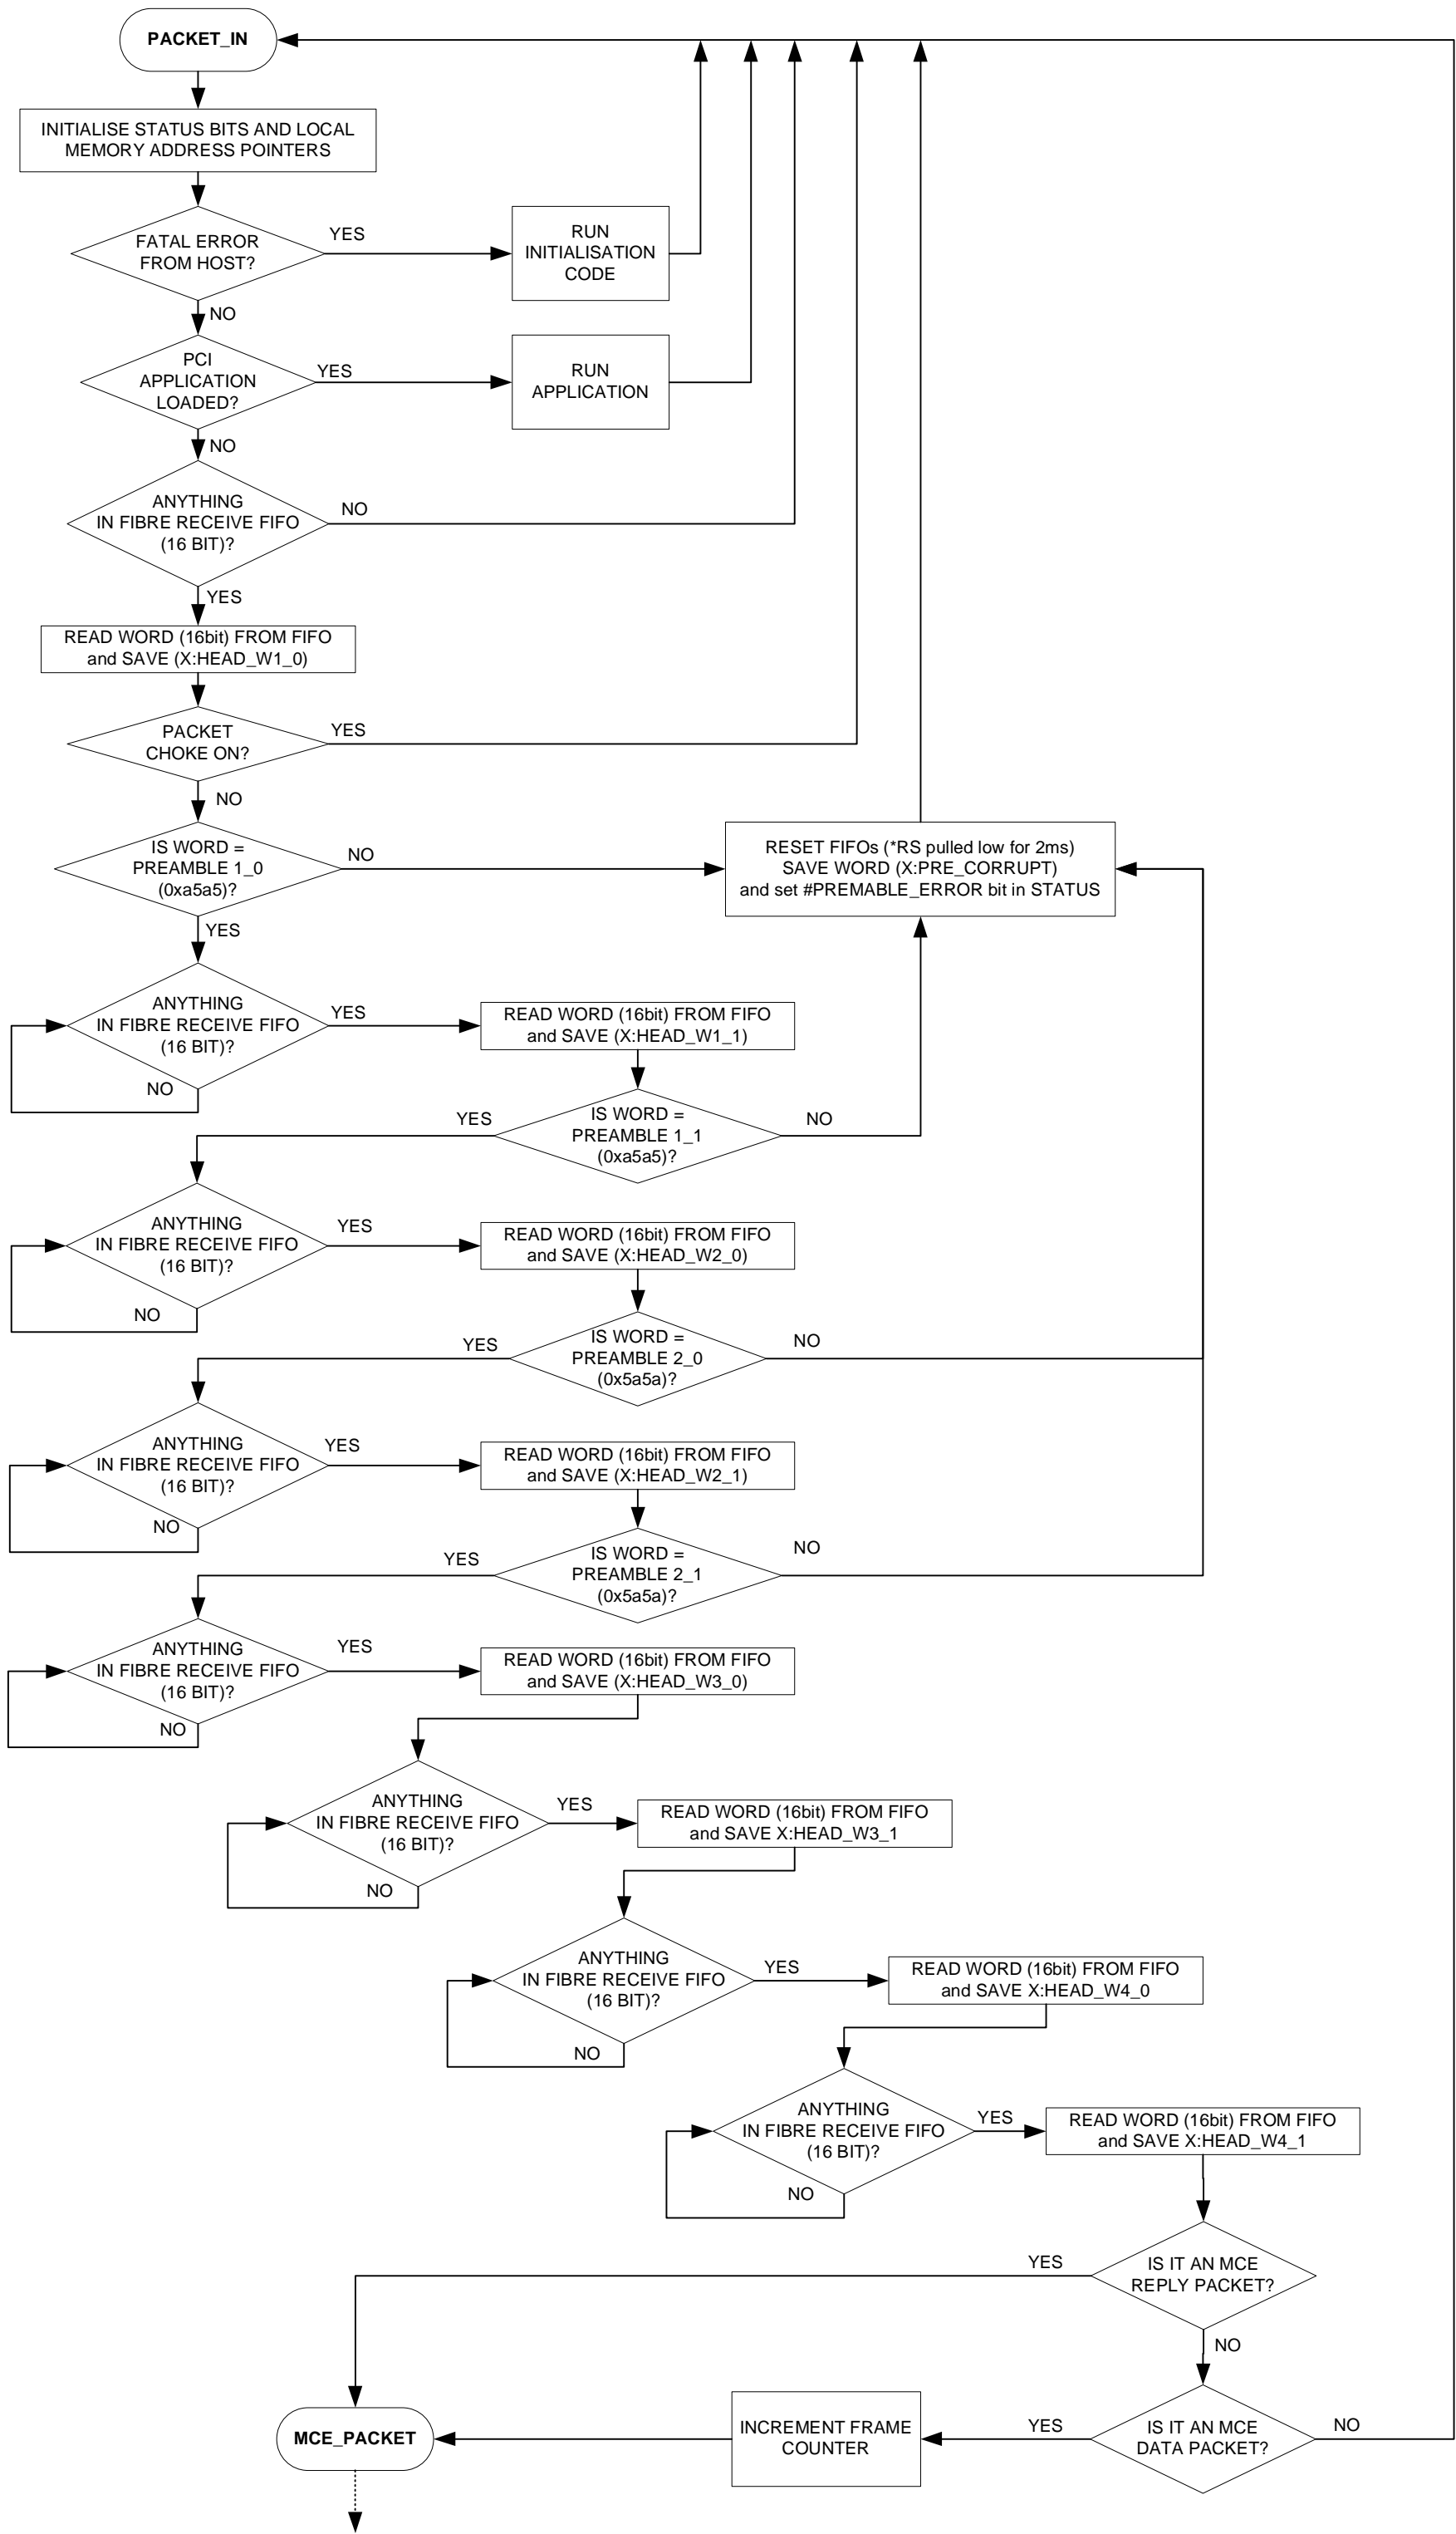 PACKET_IN
INITIALISE STATUS BITS AND LOCAL
MEMORY ADDRESS POINTERS
FATAL ERROR
FROM HOST?
YES
RUN
INITIALISATION
CODE
NO
PCI
APPLICATION
LOADED?
YES
RUN
APPLICATION
NO
ANYTHING
IN FIBRE RECEIVE FIFO
(16 BIT)?
NO
YES
READ WORD (16bit) FROM FIFO
and SAVE (X:HEAD_W1_0)
PACKET
CHOKE ON?
YES
NO
IS WORD =
PREAMBLE 1_0
(0xa5a5)?
NO
RESET FIFOs (*RS pulled low for 2ms)
SAVE WORD (X:PRE_CORRUPT)
and set #PREMABLE_ERROR bit in STATUS
YES
ANYTHING
IN FIBRE RECEIVE FIFO
(16 BIT)?
YES
NO
READ WORD (16bit) FROM FIFO
and SAVE (X:HEAD_W1_1)
YES
IS WORD =
PREAMBLE 1_1
(0xa5a5)?
NO
ANYTHING
IN FIBRE RECEIVE FIFO
(16 BIT)?
YES
NO
READ WORD (16bit) FROM FIFO
and SAVE (X:HEAD_W2_0)
YES
IS WORD =
PREAMBLE 2_0
(0x5a5a)?
NO
ANYTHING
IN FIBRE RECEIVE FIFO
(16 BIT)?
YES
NO
READ WORD (16bit) FROM FIFO
and SAVE (X:HEAD_W2_1)
YES
IS WORD =
PREAMBLE 2_1
(0x5a5a)?
NO
ANYTHING
IN FIBRE RECEIVE FIFO
(16 BIT)?
YES
NO
READ WORD (16bit) FROM FIFO
and SAVE (X:HEAD_W3_0)
ANYTHING
IN FIBRE RECEIVE FIFO
(16 BIT)?
YES
NO
READ WORD (16bit) FROM FIFO
and SAVE X:HEAD_W3_1
ANYTHING
IN FIBRE RECEIVE FIFO
(16 BIT)?
YES
NO
READ WORD (16bit) FROM FIFO
and SAVE X:HEAD_W4_0
ANYTHING
IN FIBRE RECEIVE FIFO
(16 BIT)?
YES
NO
READ WORD (16bit) FROM FIFO
and SAVE X:HEAD_W4_1
YES
IS IT AN MCE
REPLY PACKET?
NO
MCE_PACKET
INCREMENT FRAME
COUNTER
YES
IS IT AN MCE
DATA PACKET?
NO